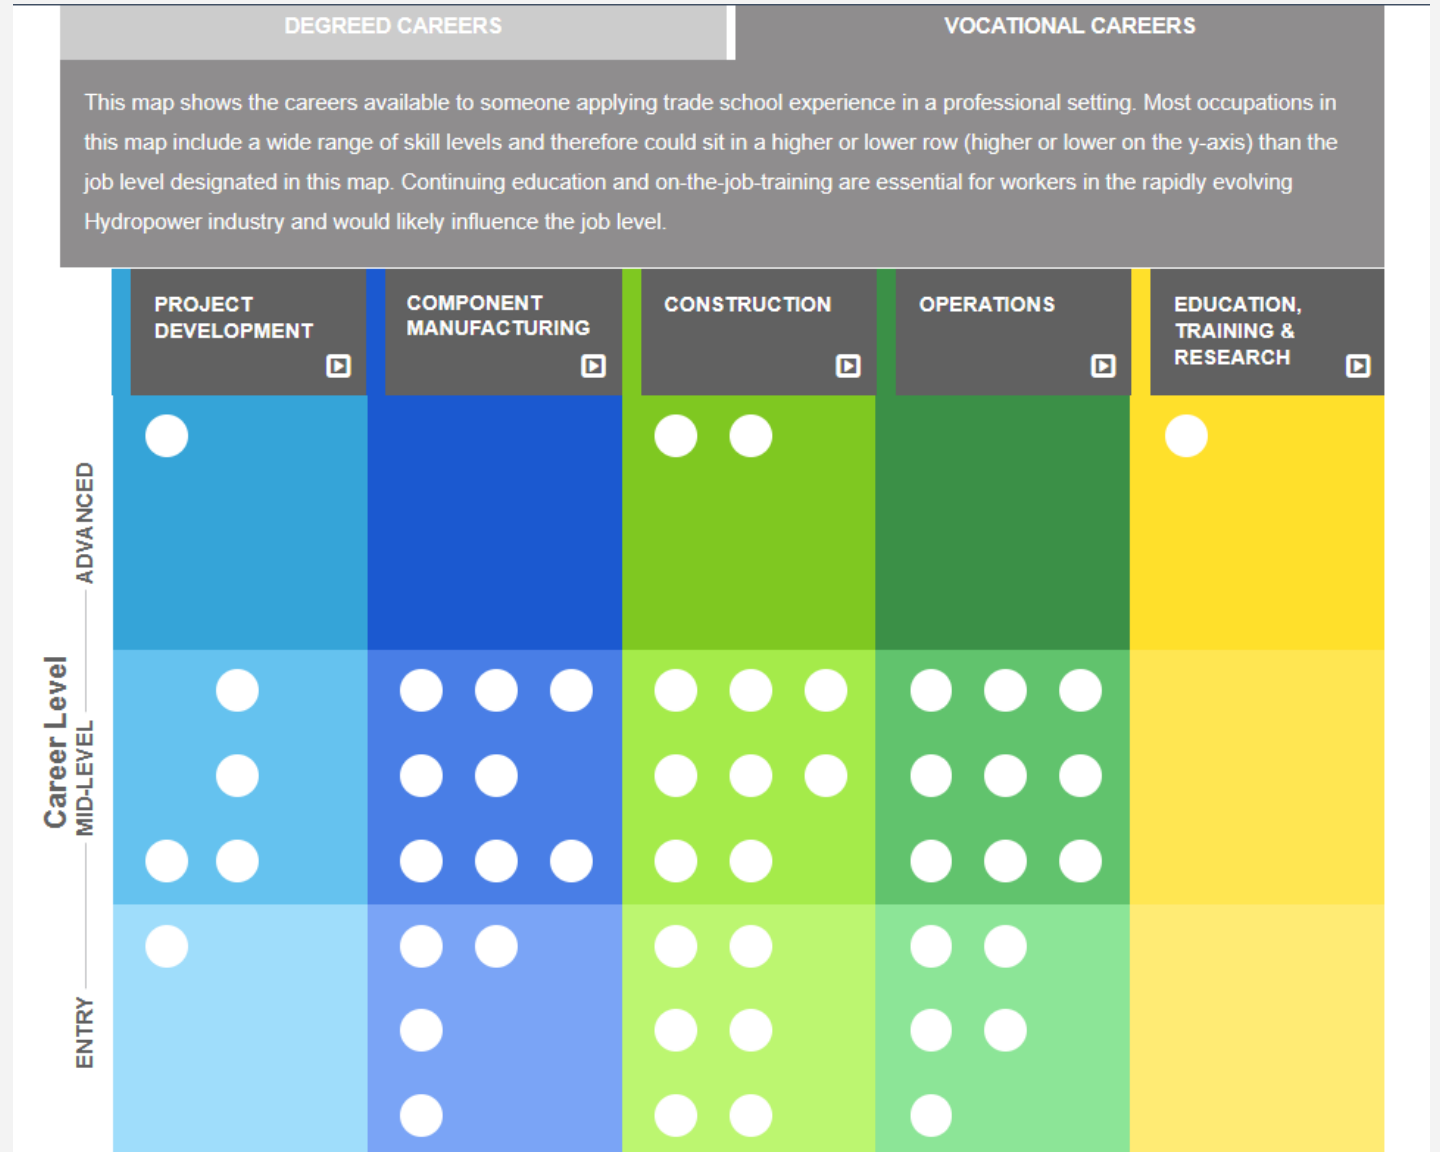 DEGREED CAREERS
VOCATIONAL CAREERS
This map shows the careers available to someone applying trade school experience in a professional setting. Most occupations in
this map include a wide range of skill levels and therefore could sit in a higher or lower row (higher or lower on the y-axis) than the
job level designated in this map. Continuing education and on-the-job-training are essential for workers in the rapidly evolving
Hydropower industry and would likely influence the job level.
PROJECT
DEVELOPMENT
COMPONENT
MANUFACTURING
CONSTRUCTION
OPERATIONS
EDUCATION,
TRAINING &
RESEARCH
Career Level
ADVANCED
MID-LEVEL
ENTRY